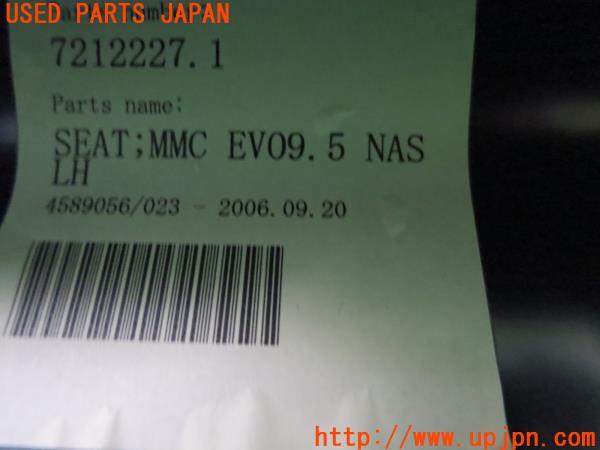 USED PARTS JAPAN
7212227.1
Parts name:
SEAT;MMC EVO9.5 NAS
LH
4589056/023 - 2006.09.20
http://www.upjpn.com/